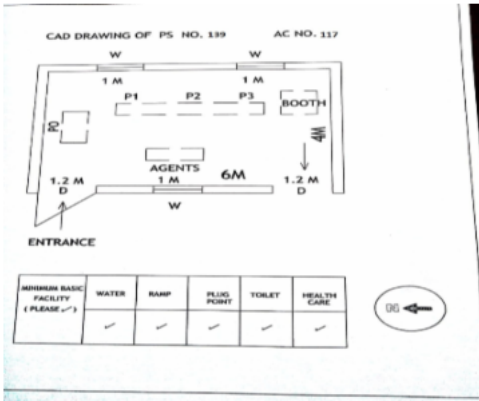 CAD DRAWING OF PS NO. 139 AC NO. 117
W W
1 M 1 M
P1 P2 P3
BOOTH
PO
4M
AGENTS
1.2 M 1 M 6M 1.2 M
D D
W
ENTRANCE
MINIMUM BASIC FACILITY ( PLEASE ✓ )
WATER
RAMP
PLUG POINT
TOILET
HEALTH CARE
✓ ✓ ✓ ✓ ✓